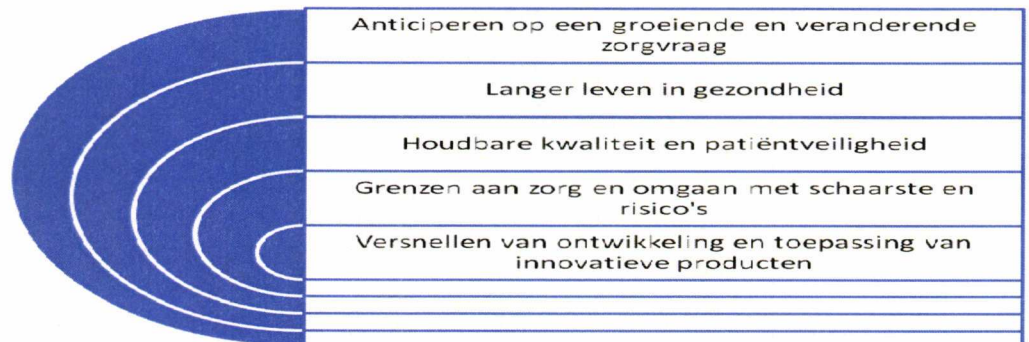 Anticiperen op een groeiende en veranderende
zorgvraag
Langer leven in gezondheid
Houdbare kwaliteit en patiëntveiligheid
Grenzen aan zorg en omgaan met schaarste en
risico's
Versnellen van ontwikkeling en toepassing van
innovatieve producten